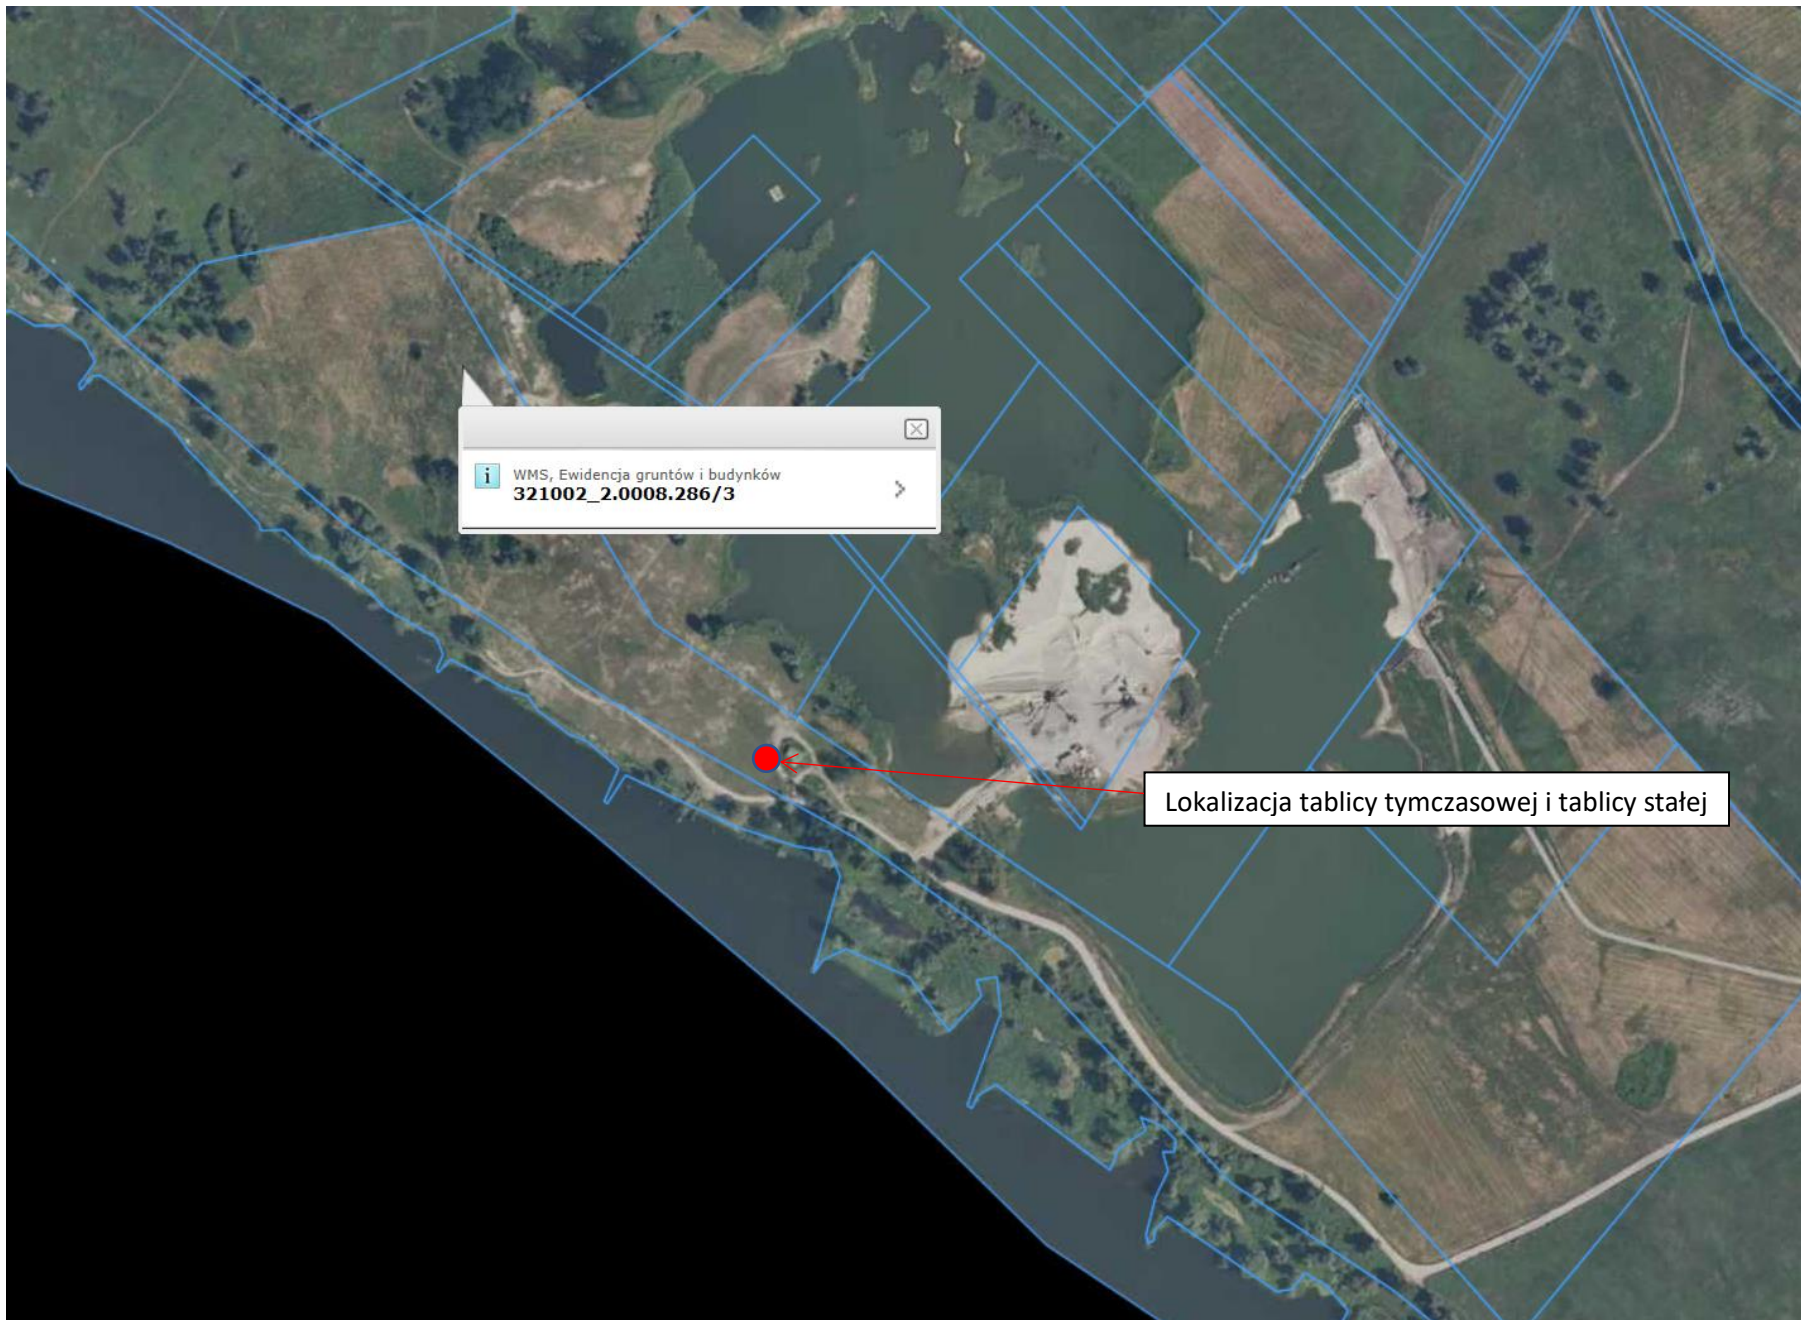 WMS, Ewidencja gruntów i budynków
321002_2.0008.286/3
Lokalizacja tablicy tymczasowej i tablicy stałej